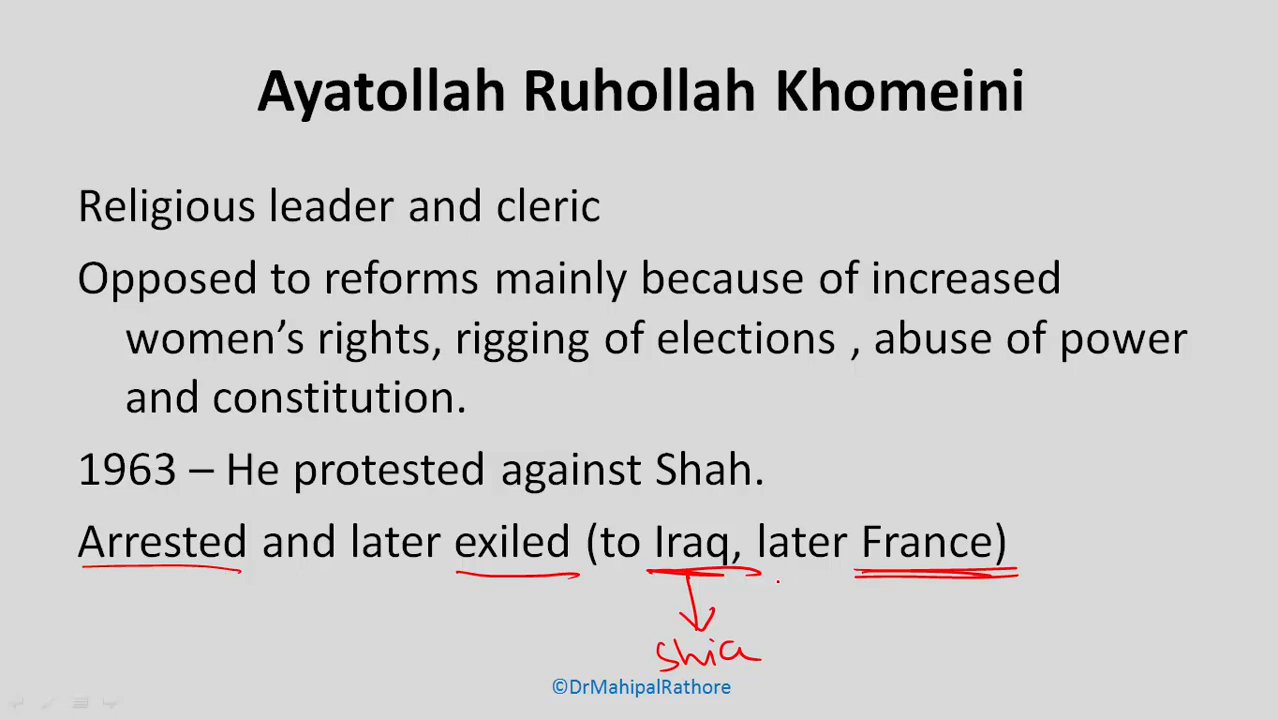 Ayatollah Ruhollah Khomeini
Religious leader and cleric
Opposed to reforms mainly because of increased
women’s rights, rigging of elections , abuse of power
and constitution.
1963 – He protested against Shah.
Arrested and later exiled (to Iraq, later France)
Shia
©DrMahipalRathore